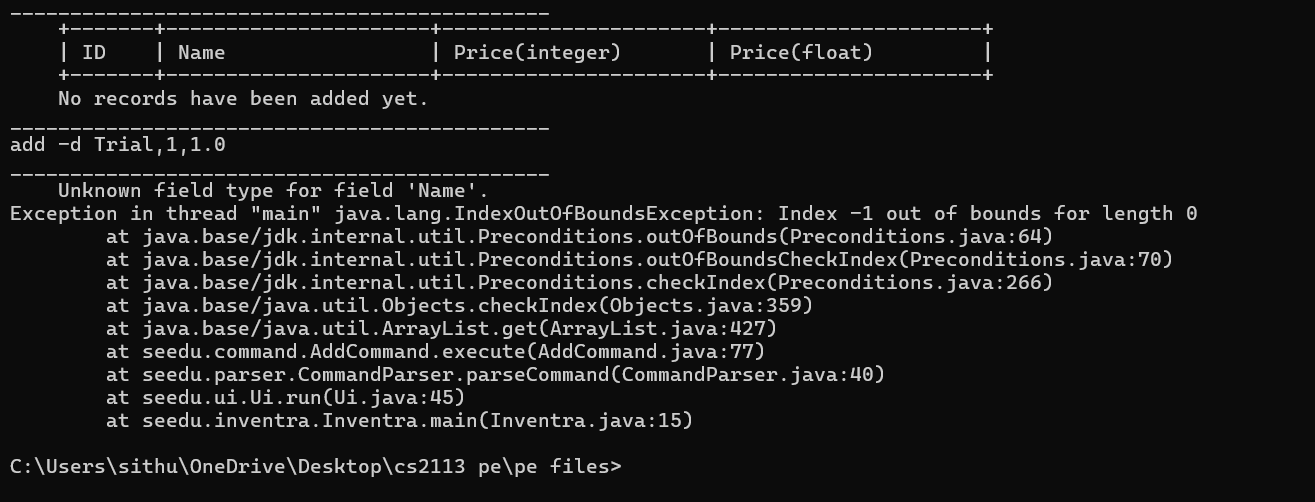 _____________________________________________
    +-------+----------------------+----------------------+----------------------+
    | ID    | Name                 | Price(integer)       | Price(float)         |
    +-------+----------------------+----------------------+----------------------+
    No records have been added yet.
_____________________________________________
add -d Trial,1,1.0
_____________________________________________
    Unknown field type for field 'Name'.
Exception in thread "main" java.lang.IndexOutOfBoundsException: Index -1 out of bounds for length 0
        at java.base/jdk.internal.util.Preconditions.outOfBounds(Preconditions.java:64)
        at java.base/jdk.internal.util.Preconditions.outOfBoundsCheckIndex(Preconditions.java:70)
        at java.base/jdk.internal.util.Preconditions.checkIndex(Preconditions.java:266)
        at java.base/java.util.Objects.checkIndex(Objects.java:359)
        at java.base/java.util.ArrayList.get(ArrayList.java:427)
        at seedu.command.AddCommand.execute(AddCommand.java:77)
        at seedu.parser.CommandParser.parseCommand(CommandParser.java:40)
        at seedu.ui.Ui.run(Ui.java:45)
        at seedu.inventra.Inventra.main(Inventra.java:15)

C:\Users\sithu\OneDrive\Desktop\cs2113 pe\pe files>